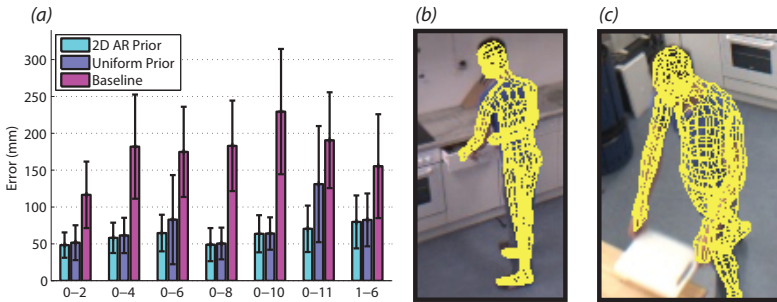 (a)
(b)
(c)
2D AR Prior
Uniform Prior
Baseline
Error (mm)
300
250
200
150
100
50
0
0–2
0–4
0–6
0–8
0–10
0–11
1–6